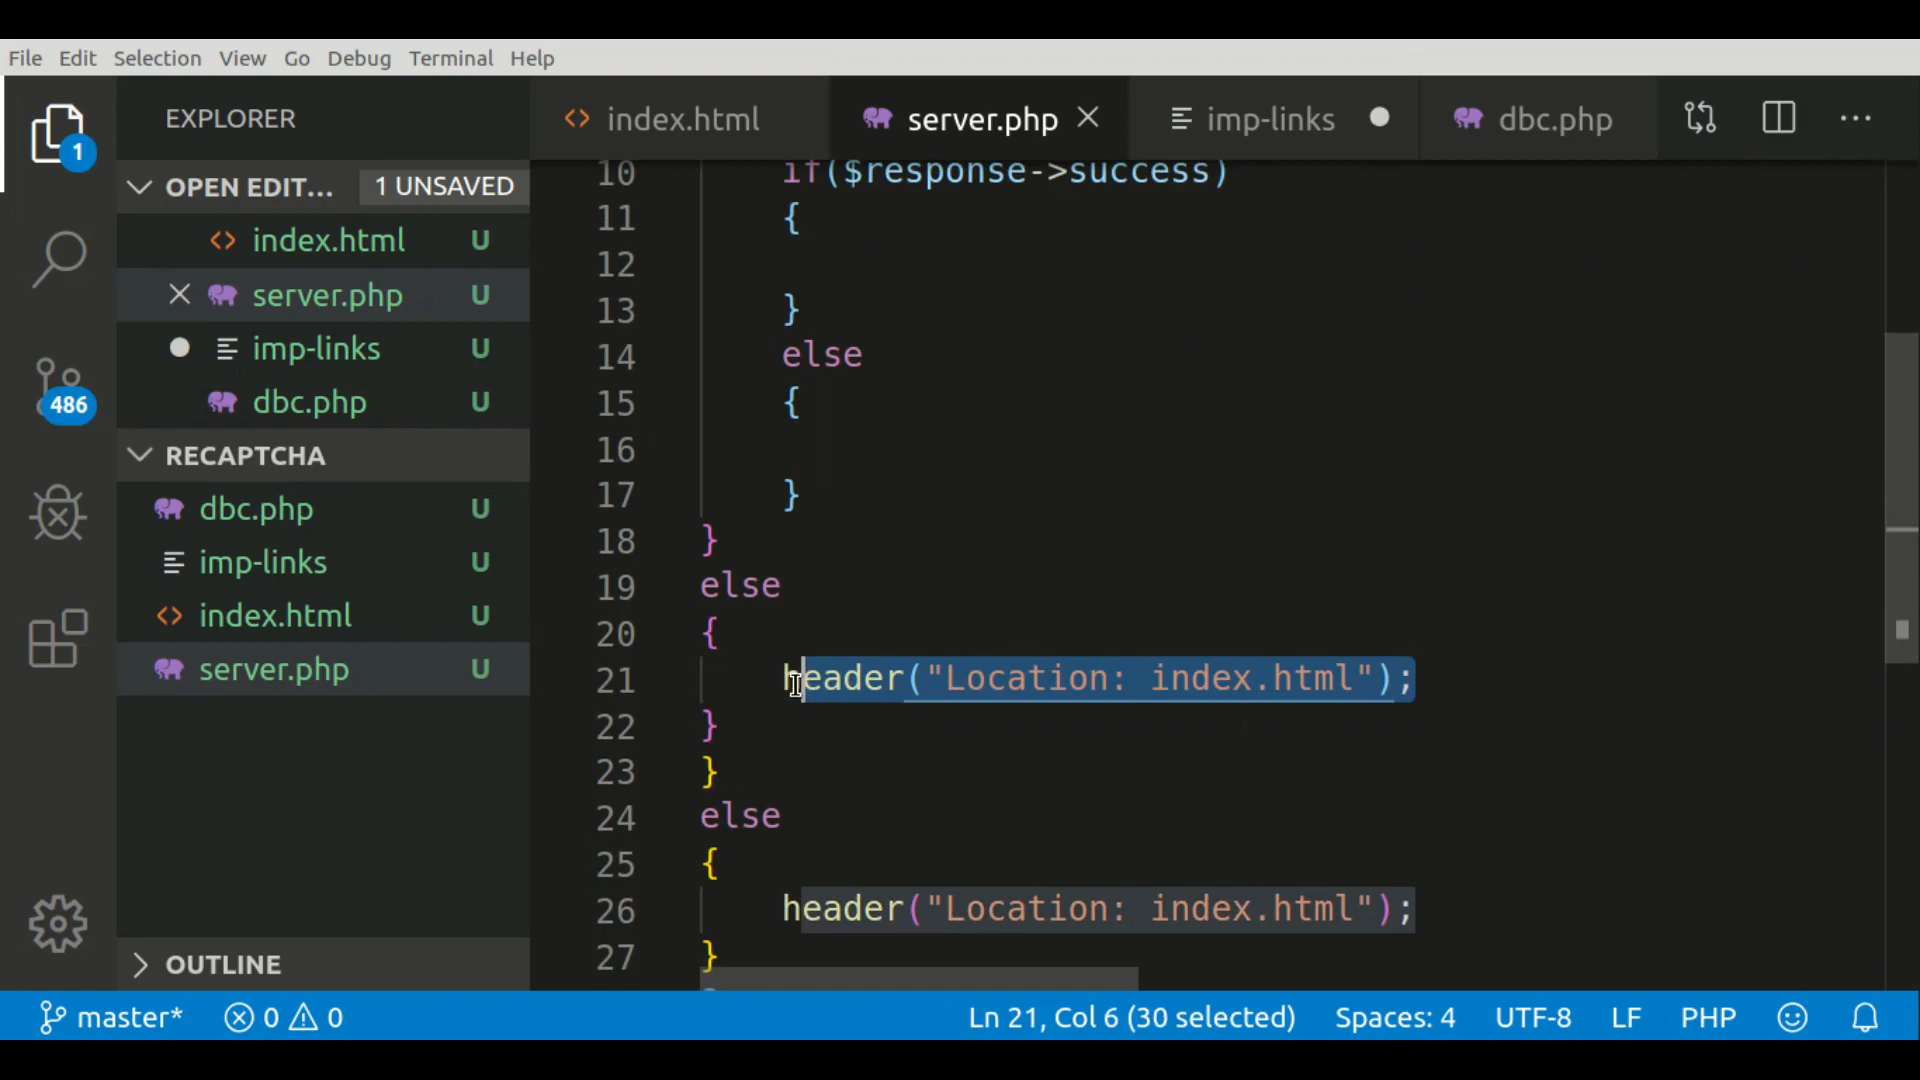 File Edit Selection View Go Debug Terminal Help
EXPLORER
index.html
server.php
imp-links
dbc.php
1
OPEN EDIT... 1 UNSAVED
index.html U
server.php U
imp-links U
dbc.php U
486
RECAPTCHA
dbc.php U
imp-links U
index.html U
server.php U
OUTLINE
10 if($response->success)
11 {
12
13 }
14 else
15 {
16
17 }
18 }
19 else
20 {
21 header("Location: index.html");
22 }
23 }
24 else
25 {
26 header("Location: index.html");
27 }
master* 0 0 Ln 21, Col 6 (30 selected) Spaces: 4 UTF-8 LF PHP